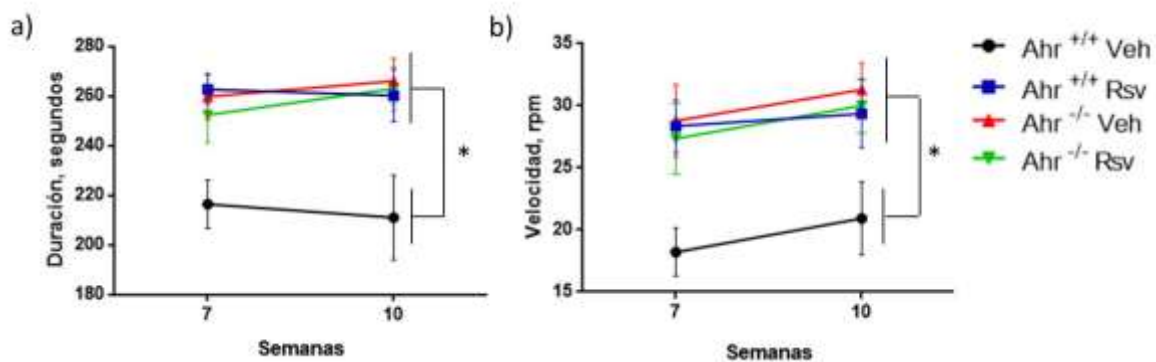 a)
280
260
240
220
200
180
Duración, segundos
7
10
Semanas
*
b)
35
30
25
20
15
Velocidad, rpm
7
10
Semanas
*
Ahr +/+ Veh
Ahr +/+ Rsv
Ahr -/- Veh
Ahr -/- Rsv